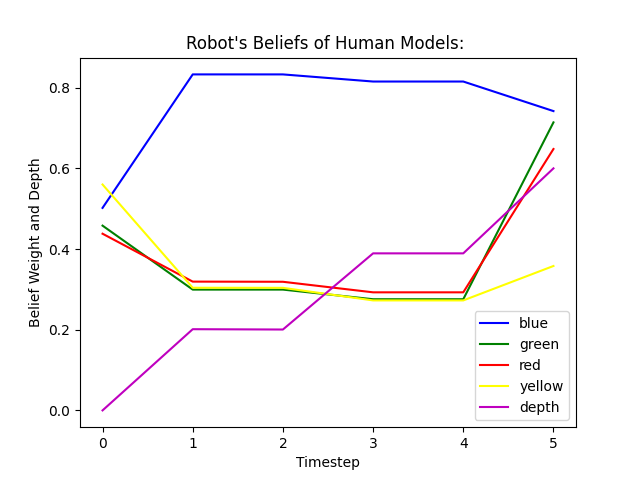 Robot's Beliefs of Human Models:
Belief Weight and Depth
0.8
0.6
0.4
0.2
0.0
0 1 2 3 4 5
Timestep
blue
green
red
yellow
depth